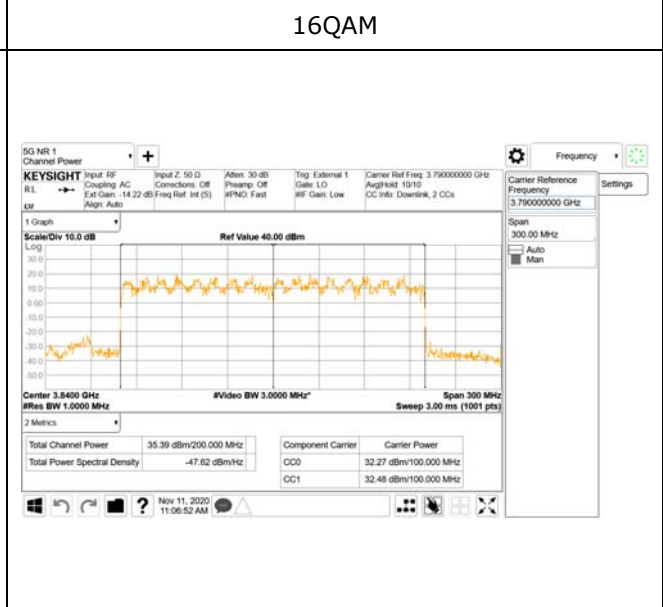 16QAM
5G NR 1
Channel Power
+
Frequency
KEYSIGHT
Input: RF
Input Z: 50 Ω
Atten: 30 dB
Trig: External 1
Carrier Ref Freq: 3.790000000 GHz
RL
Coupling: AC
Corrections: Off
Preamp: Off
Gate: LO
Avg|Hold: 10/10
Ext Gain: -14.22 dB
Freq Ref: Int (S)
#PNO: Fast
#IF Gain: Low
CC Info: Downlink, 2 CCs
Align: Auto
Carrier Reference
Frequency
3.790000000 GHz
Settings
Span
300.00 MHz
Auto
Man
1 Graph
Scale/Div 10.0 dB
Ref Value 40.00 dBm
Log
30.0
20.0
10.0
0.00
-10.0
-20.0
-30.0
-40.0
-50.0
Center 3.8400 GHz
#Video BW 3.0000 MHz*
Span 300 MHz
#Res BW 1.0000 MHz
Sweep 3.00 ms (1001 pts)
2 Metrics
Total Channel Power
35.39 dBm/200.000 MHz
Component Carrier
Carrier Power
Total Power Spectral Density
-47.62 dBm/Hz
CC0
32.27 dBm/100.000 MHz
CC1
32.48 dBm/100.000 MHz
?
Nov 11, 2020
11:06:52 AM